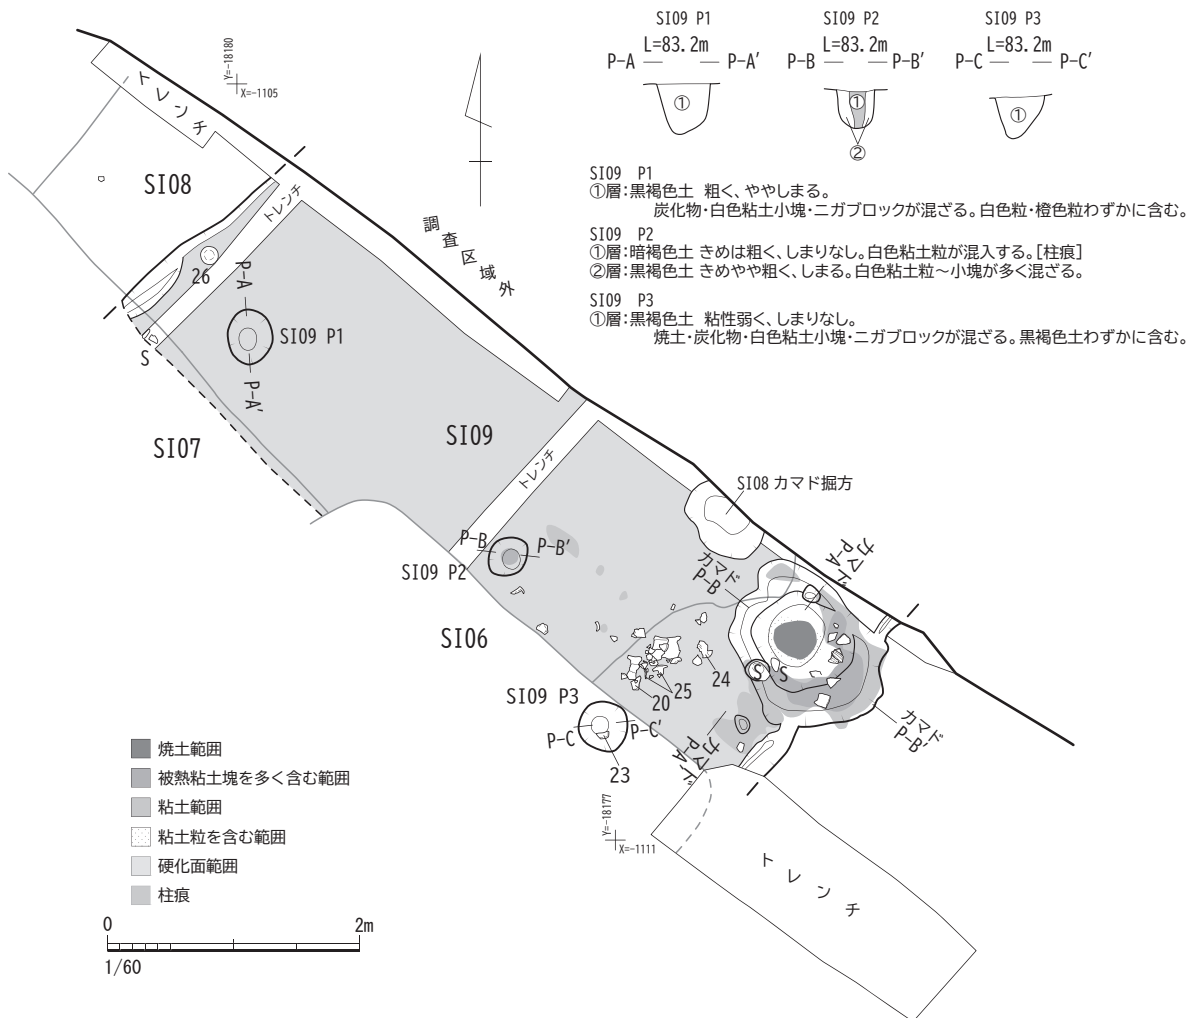 SI09 P1
L=83.2m
P-A P-A'
①
SI09 P2
L=83.2m
P-B P-B'
①
②
SI09 P3
L=83.2m
P-C P-C'
①
SI09 P1
①層：黒褐色土 粗く、ややしまる。
炭化物・白色粘土小塊・ニガブロックが混ざる。白色粒・橙色粒わずかに含む。
SI09 P2
①層：暗褐色土 きめは粗く、しまりなし。白色粘土粒が混入する。[柱痕]
②層：黒褐色土 きめやや粗く、しまる。白色粘土粒～小塊が多く混ざる。
SI09 P3
①層：黒褐色土 粘性弱く、しまりなし。
焼土・炭化物・白色粘土小塊・ニガブロックが混ざる。黒褐色土わずかに含む。
Y=-18180
X=-1105
トレンチ
SI08
トレンチ
調査区域外
26
P-A
SI09 P1
P-A'
S
SI07
SI09
トレンチ
SI08 カマド掘方
P-B
P-B'
SI09 P2
カマド
P-B
カマド
P-A
SI06
S
S
24
25
20
SI09 P3
P-C
P-C'
23
カマド
P-A'
カマド
P-B'
Y=-18177
X=-1111
トレンチ
焼土範囲
被熱粘土塊を多く含む範囲
粘土範囲
粘土粒を含む範囲
硬化面範囲
柱痕
0 2m
1/60